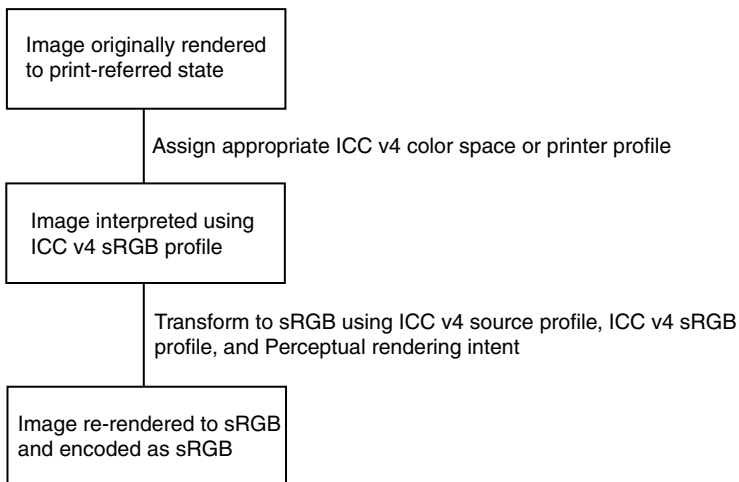 Image originally rendered
to print-referred state
Assign appropriate ICC v4 color space or printer profile
Image interpreted using
ICC v4 sRGB profile
Transform to sRGB using ICC v4 source profile, ICC v4 sRGB
profile, and Perceptual rendering intent
Image re-rendered to sRGB
and encoded as sRGB